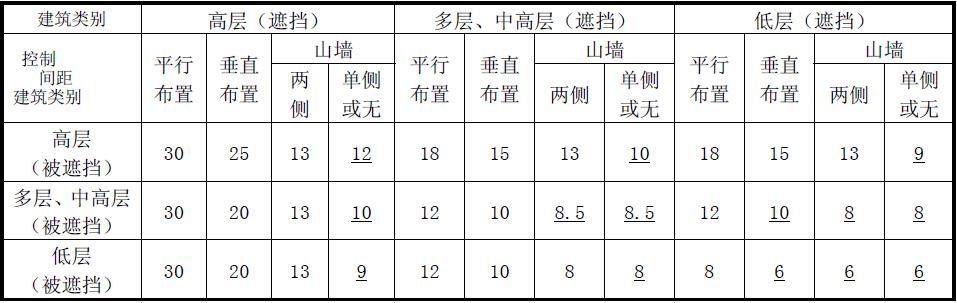 建筑类别 高层（遮挡） 多层、中高层（遮挡） 低层（遮挡）
控制
间距
建筑类别
平行布置 垂直布置 山墙 平行布置 垂直布置 山墙 平行布置 垂直布置 山墙
两侧 单侧或无 两侧 单侧或无 两侧 单侧或无
高层
（被遮挡） 30 25 13 12 18 15 13 10 18 15 13 9
多层、中高层
（被遮挡） 30 20 13 10 12 10 8.5 8.5 12 10 8 8
低层
（被遮挡） 30 20 13 9 12 10 8 8 8 6 6 6